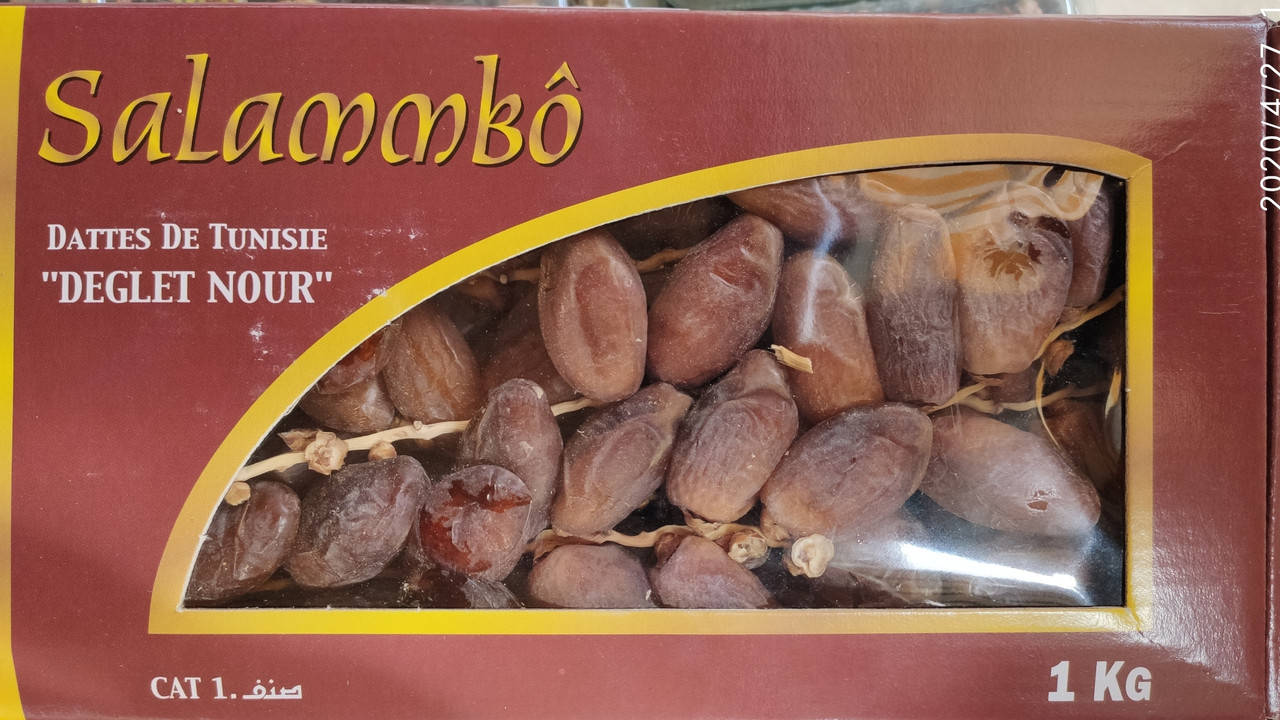 Salammbô
DATTES DE TUNISIE
"DEGLET NOUR"
CAT 1. صنف
1 KG
2020/4/27